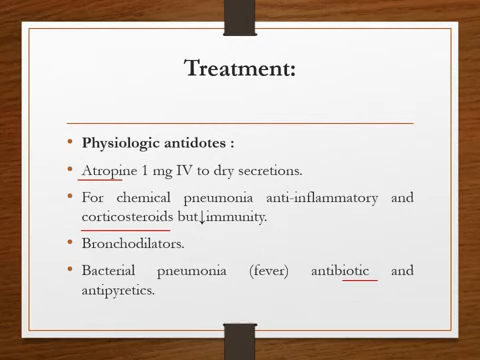 Treatment:
• Physiologic antidotes :
• Atropine 1 mg IV to dry secretions.
• For chemical pneumonia anti-inflammatory and
corticosteroids but↓immunity.
• Bronchodilators.
• Bacterial pneumonia (fever) antibiotic and
antipyretics.